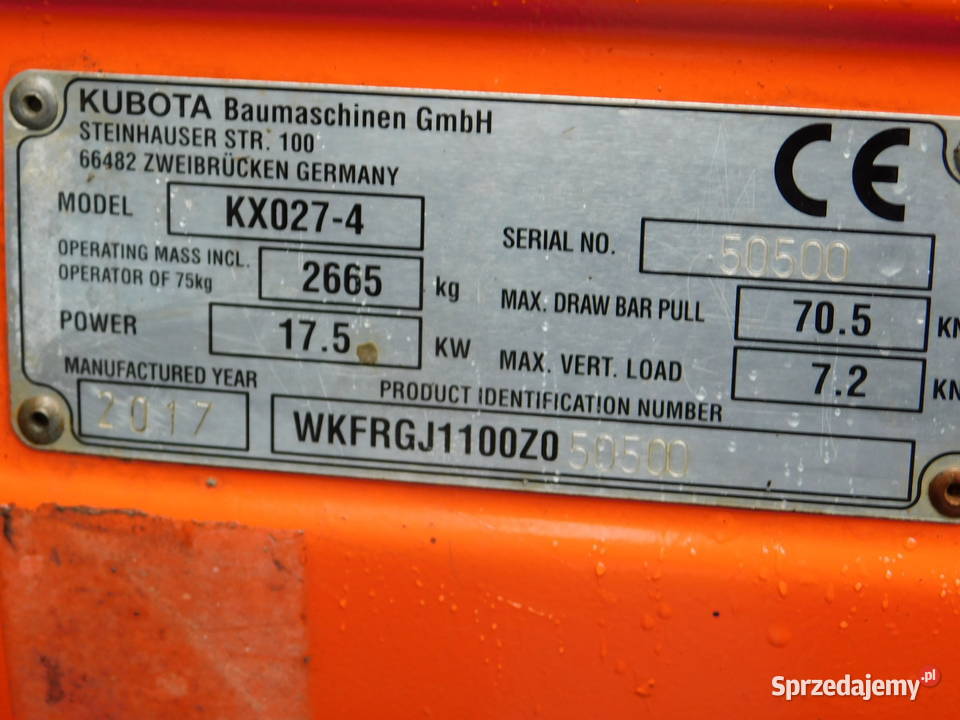 KUBOTA Baumaschinen GmbH
STEINHAUSER STR. 100
66482 ZWEIBRÜCKEN GERMANY
CE
MODEL KX027-4
SERIAL NO. 50500
OPERATING MASS INCL.
OPERATOR OF 75kg 2665 kg
MAX. DRAW BAR PULL 70.5 KN
POWER 17.5 KW
MAX. VERT. LOAD 7.2 KN
MANUFACTURED YEAR
2017
PRODUCT IDENTIFICATION NUMBER
WKFRGJ1100Z050500
Sprzedajemy.pl